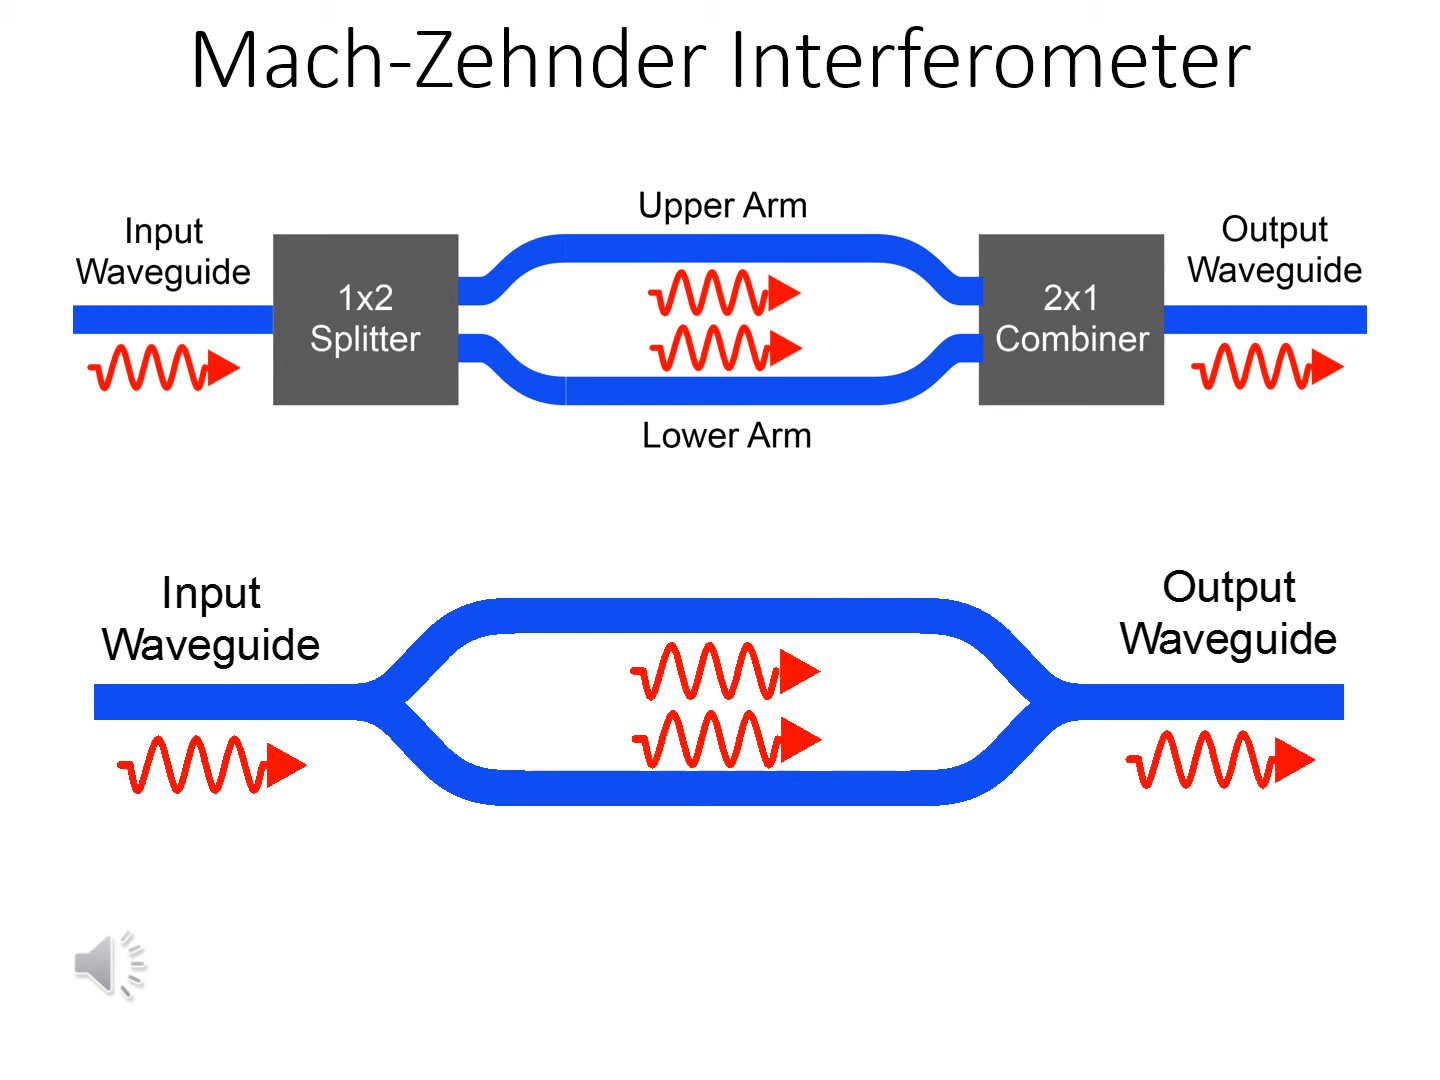 Mach-Zehnder Interferometer
Upper Arm
Input
Waveguide
1x2
Splitter
2x1
Combiner
Output
Waveguide
Lower Arm
Input
Waveguide
Output
Waveguide